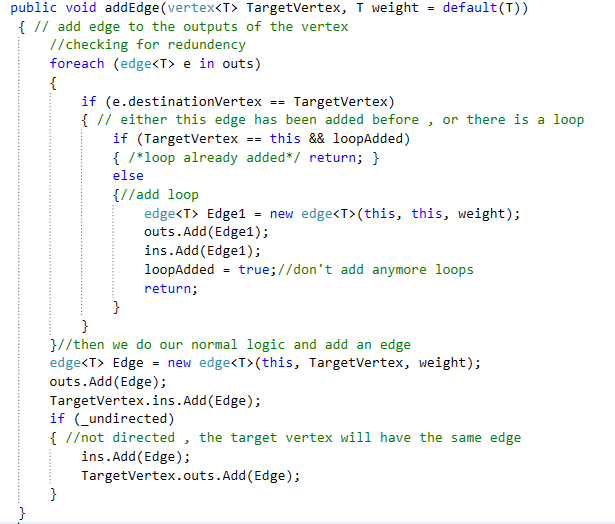 public void addEdge(vertex<T> TargetVertex, T weight = default(T))
{ // add edge to the outputs of the vertex
//checking for redundency
foreach (edge<T> e in outs)
{
if (e.destinationVertex == TargetVertex)
{ // either this edge has been added before , or there is a loop
if (TargetVertex == this && loopAdded)
{ /*loop already added*/ return; }
else
{//add loop
edge<T> Edge1 = new edge<T>(this, this, weight);
outs.Add(Edge1);
ins.Add(Edge1);
loopAdded = true;//don't add anymore loops
return;
}
}
}//then we do our normal logic and add an edge
edge<T> Edge = new edge<T>(this, TargetVertex, weight);
outs.Add(Edge);
TargetVertex.ins.Add(Edge);
if (_undirected)
{ //not directed , the target vertex will have the same edge
ins.Add(Edge);
TargetVertex.outs.Add(Edge);
}
}